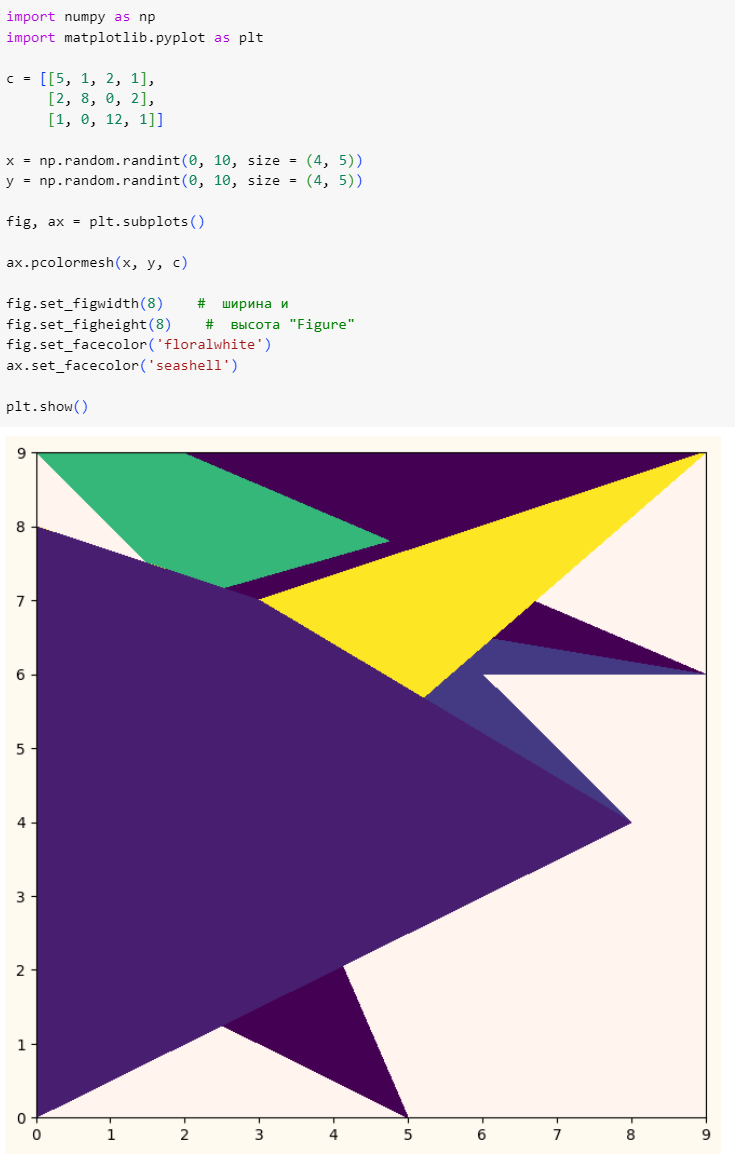 import numpy as np
import matplotlib.pyplot as plt
c = [[5, 1, 2, 1],
[2, 8, 0, 2],
[1, 0, 12, 1]]
x = np.random.randint(0, 10, size = (4, 5))
y = np.random.randint(0, 10, size = (4, 5))
fig, ax = plt.subplots()
ax.pcolormesh(x, y, c)
fig.set_figwidth(8)    #  ширина и
fig.set_figheight(8)    #  высота "Figure"
fig.set_facecolor('floralwhite')
ax.set_facecolor('seashell')
plt.show()
9
8
7
6
5
4
3
2
1
0
0 1 2 3 4 5 6 7 8 9